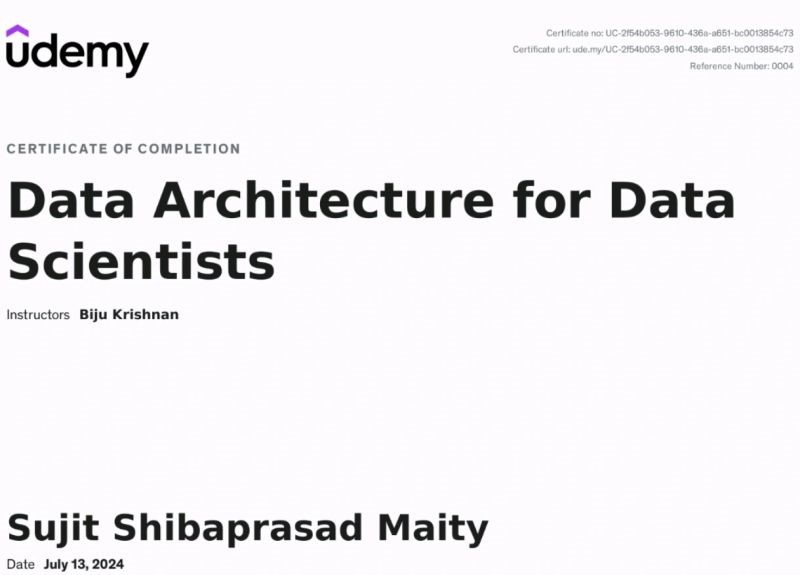 udemy
Certificate no: UC-2f54b053-9610-436a-a651-bc0013854c73
Certificate url: ude.my/UC-2f54b053-9610-436a-a651-bc0013854c73
Reference Number: 0004
CERTIFICATE OF COMPLETION
Data Architecture for Data
Scientists
Instructors Biju Krishnan
Sujit Shibaprasad Maity
Date July 13, 2024